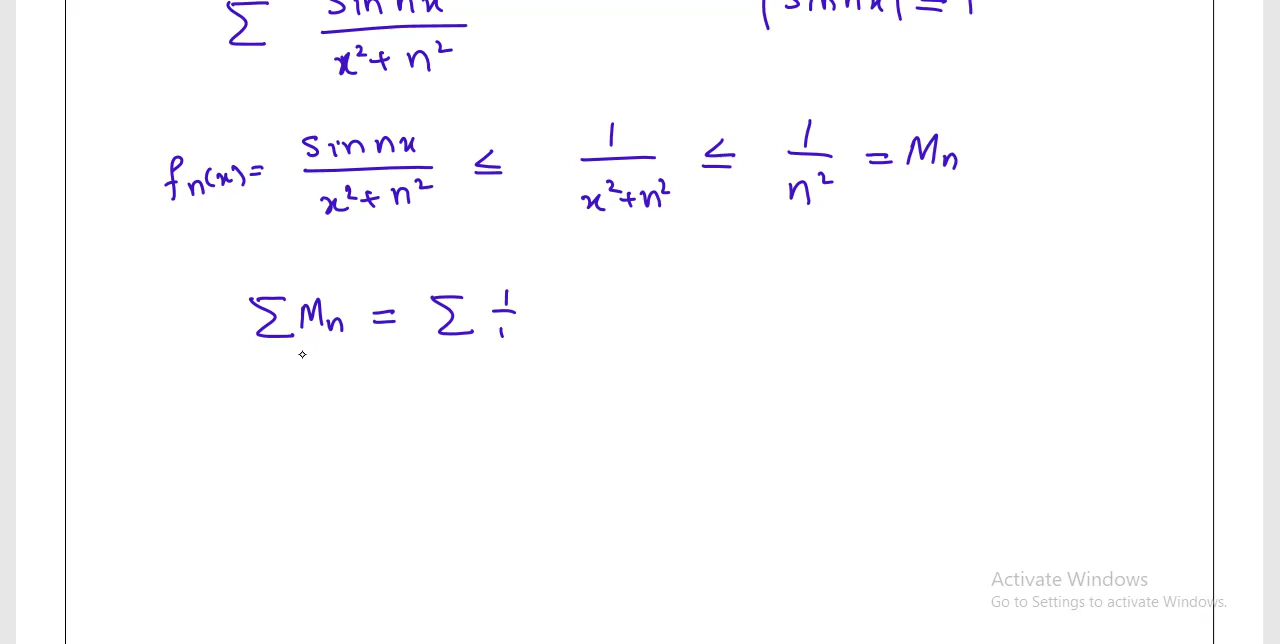 ∑ sin nx / x² + n² |sin nx| ≤ 1
fn(x) = sin nx / x² + n² ≤ 1 / x² + n² ≤ 1 / n² = Mn
∑ Mn = ∑ 1
Activate Windows
Go to Settings to activate Windows.